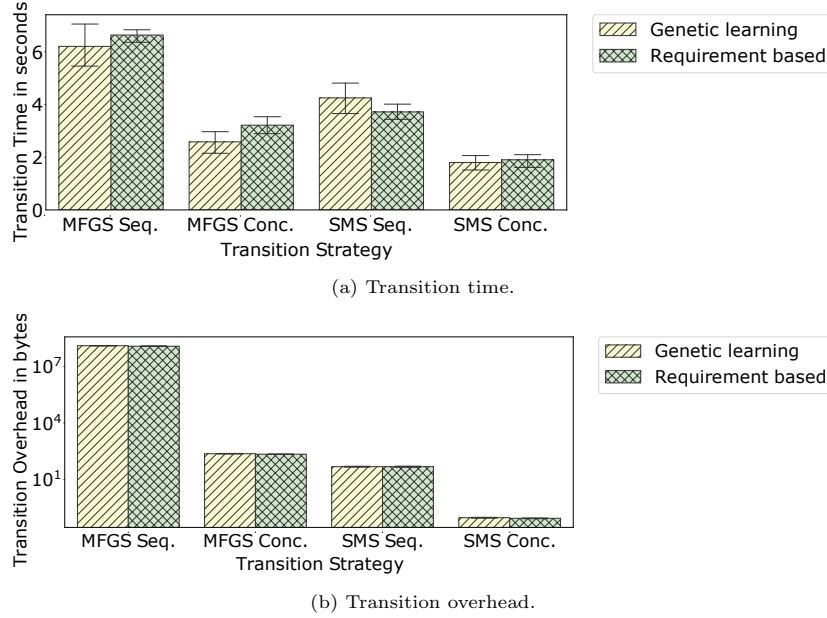 Transition Time in seconds
6
4
2
0
MFGS Seq. MFGS Conc. SMS Seq. SMS Conc.
Transition Strategy
Genetic learning
Requirement based
(a) Transition time.
Transition Overhead in bytes
10⁷
10⁴
10¹
MFGS Seq. MFGS Conc. SMS Seq. SMS Conc.
Transition Strategy
Genetic learning
Requirement based
(b) Transition overhead.